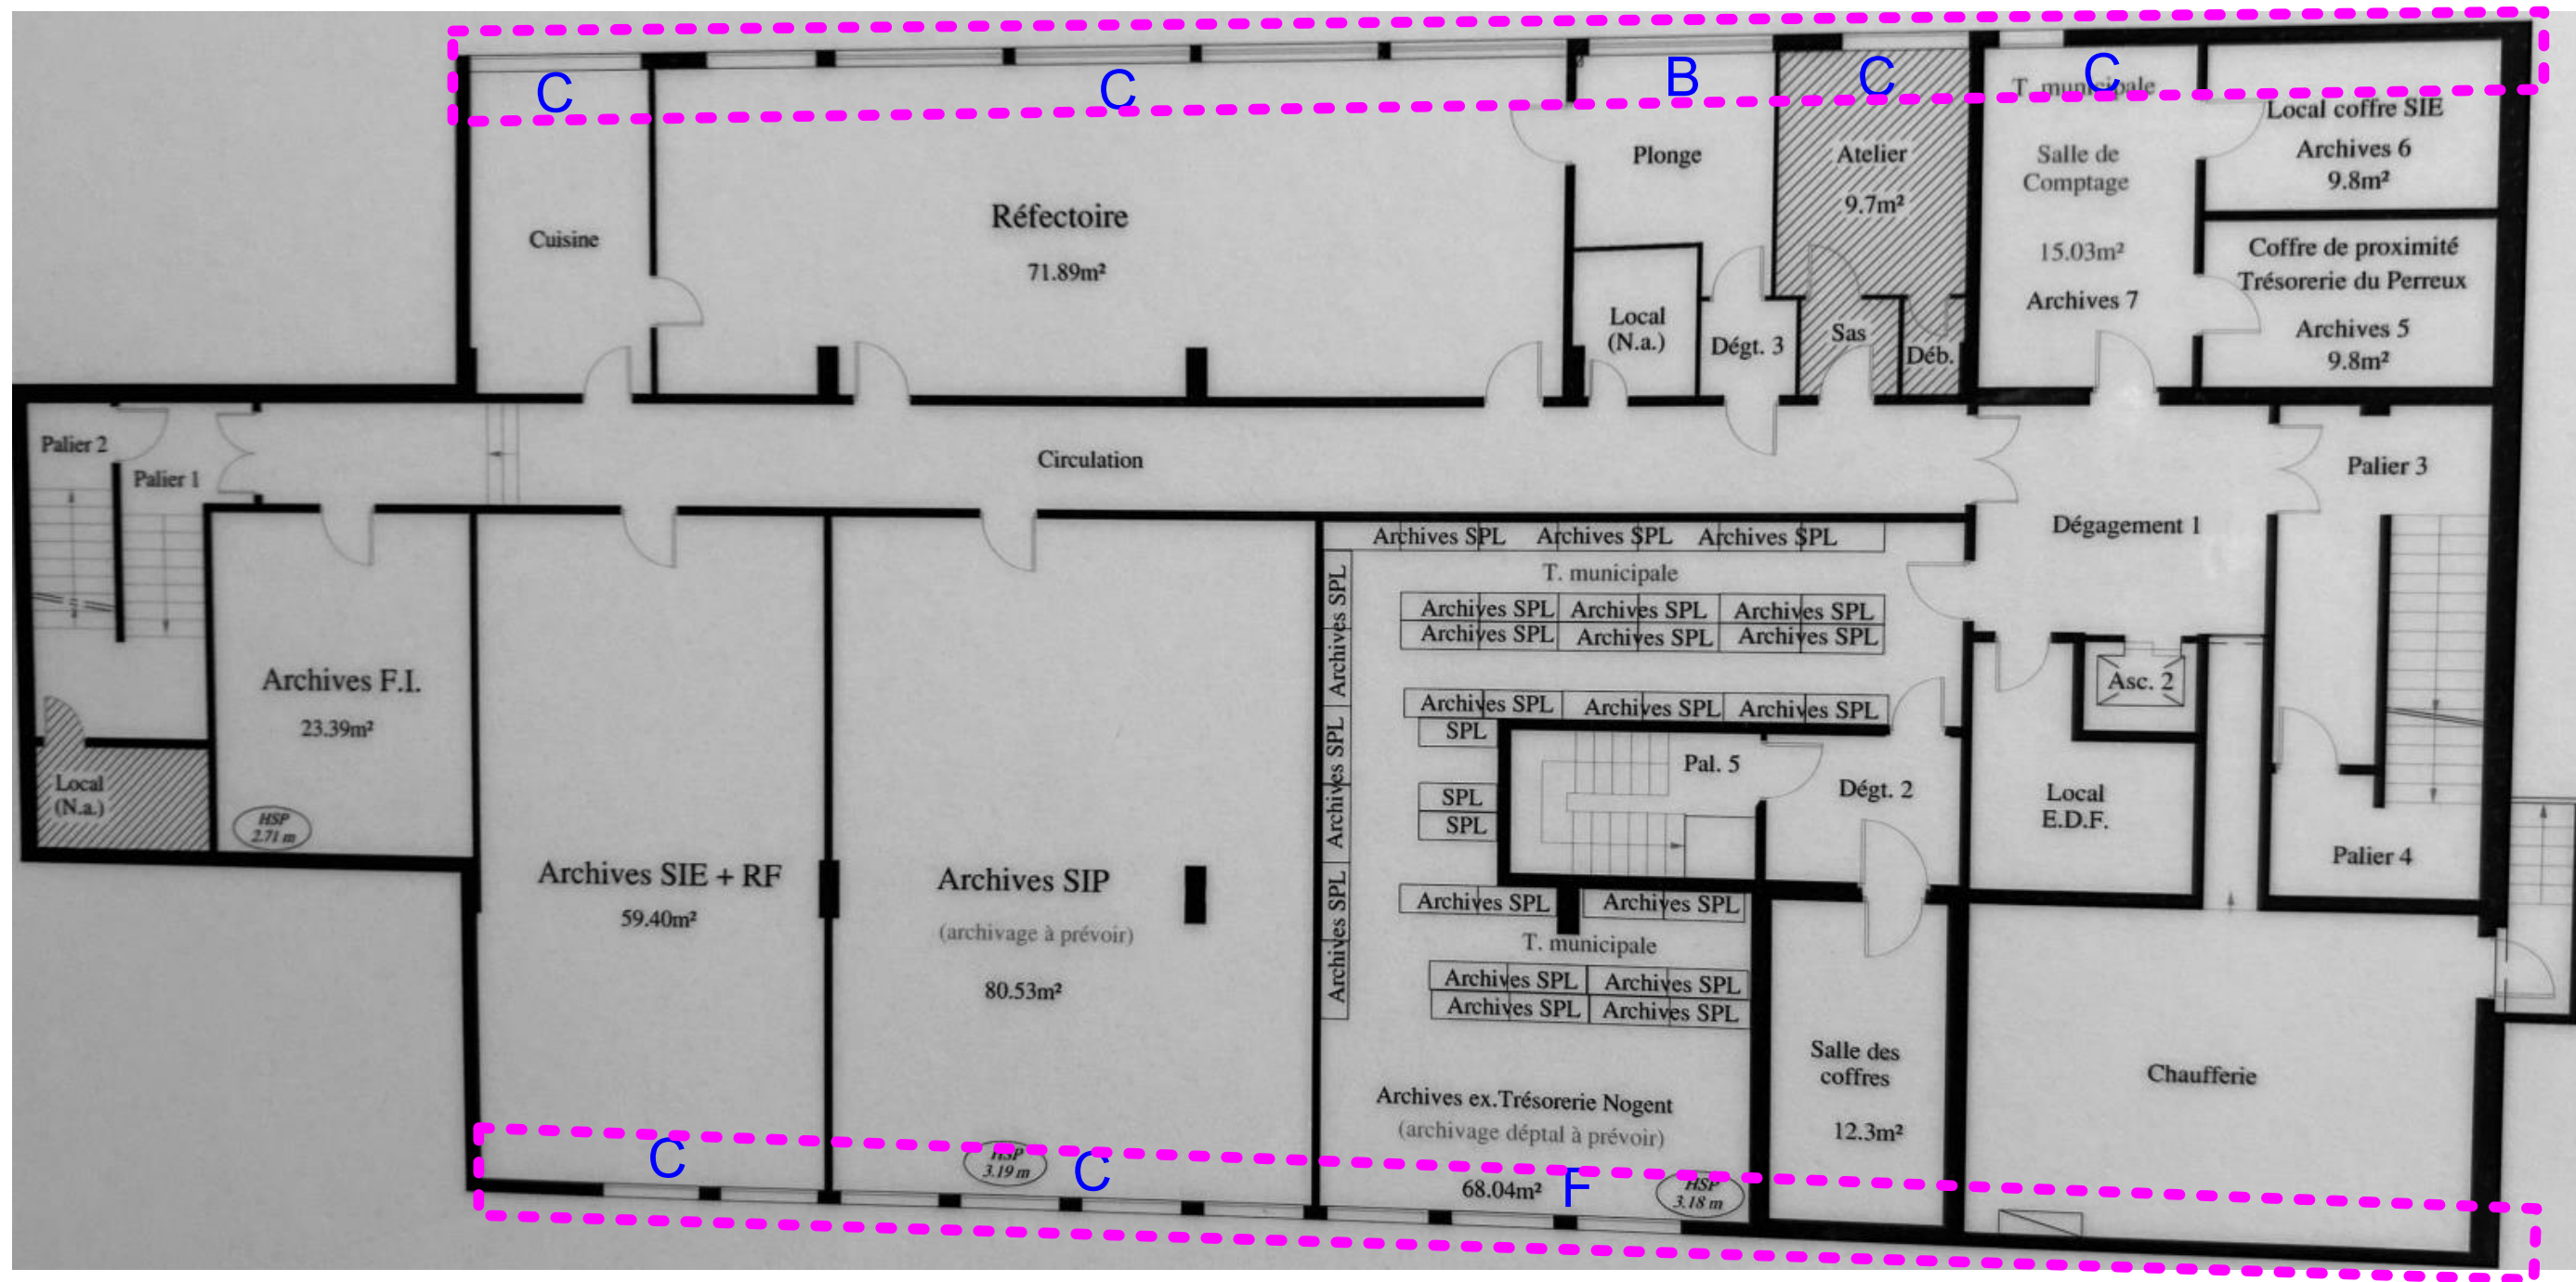 C
C
B
C
C
T. municipale
Local coffre SIE
Archives 6
9.8m²
Plonge
Atelier
9.7m²
Salle de
Comptage
15.03m²
Archives 7
Cuisine
Réfectoire
71.89m²
Coffre de proximité
Trésorerie du Perreux
Archives 5
9.8m²
Local
(N.a.)
Dégt. 3
Sas
Déb.
Palier 2
Palier 1
Circulation
Palier 3
Dégagement 1
Archives SPL Archives SPL Archives SPL
T. municipale
Archives SPL Archives SPL Archives SPL
Archives SPL Archives SPL Archives SPL
Archives SPL
Archives SPL
Archives SPL
Archives SPL
Archives SPL
Archives SPL
Archives SPL Archives SPL Archives SPL
SPL
SPL
SPL
Pal. 5
Dégt. 2
Asc. 2
Local
E.D.F.
Palier 4
Archives F.I.
23.39m²
Local
(N.a.)
HSP
2.71 m
Archives SIE + RF
59.40m²
Archives SIP
(archivage à prévoir)
80.53m²
Archives SPL Archives SPL
T. municipale
Archives SPL Archives SPL
Archives SPL Archives SPL
Archives ex.Trésorerie Nogent
(archivage déptal à prévoir)
68.04m²
Salle des
coffres
12.3m²
Chaufferie
C
HSP
3.19 m
C
F
HSP
3.18 m